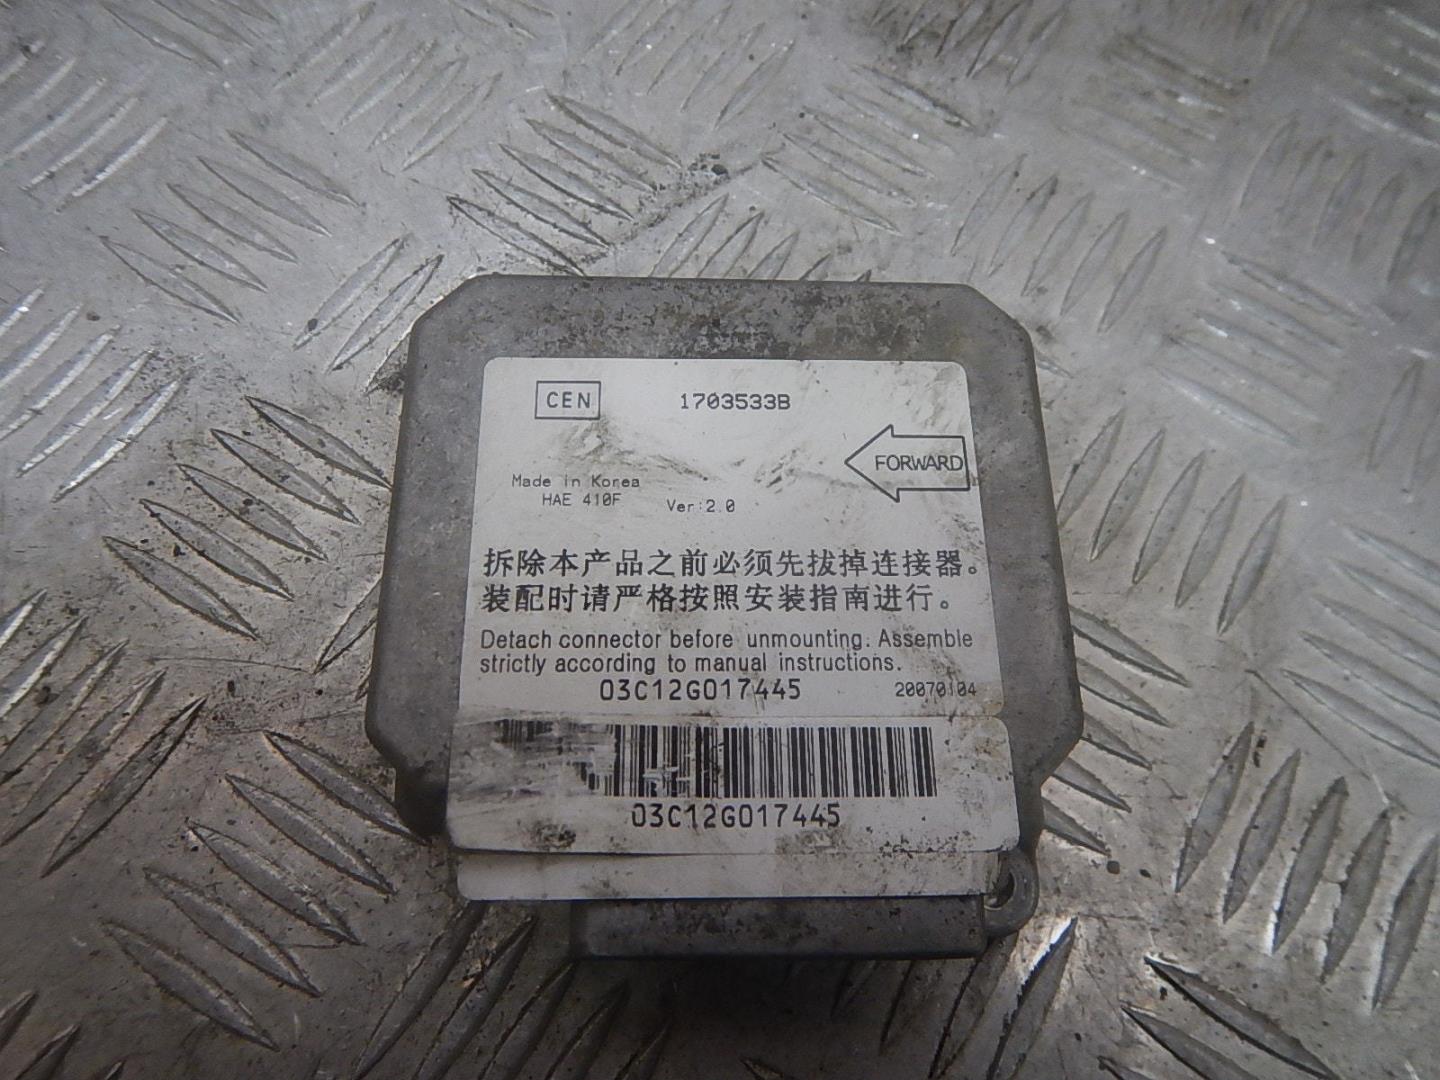 CEN 1703533B
FORWARD
Made in Korea
HAE 410F Ver:2.0
拆除本产品之前必须先拔掉连接器。
装配时请严格按照安装指南进行。
Detach connector before unmounting. Assemble
strictly according to manual instructions.
03C12G017445 20070104
03C12G017445